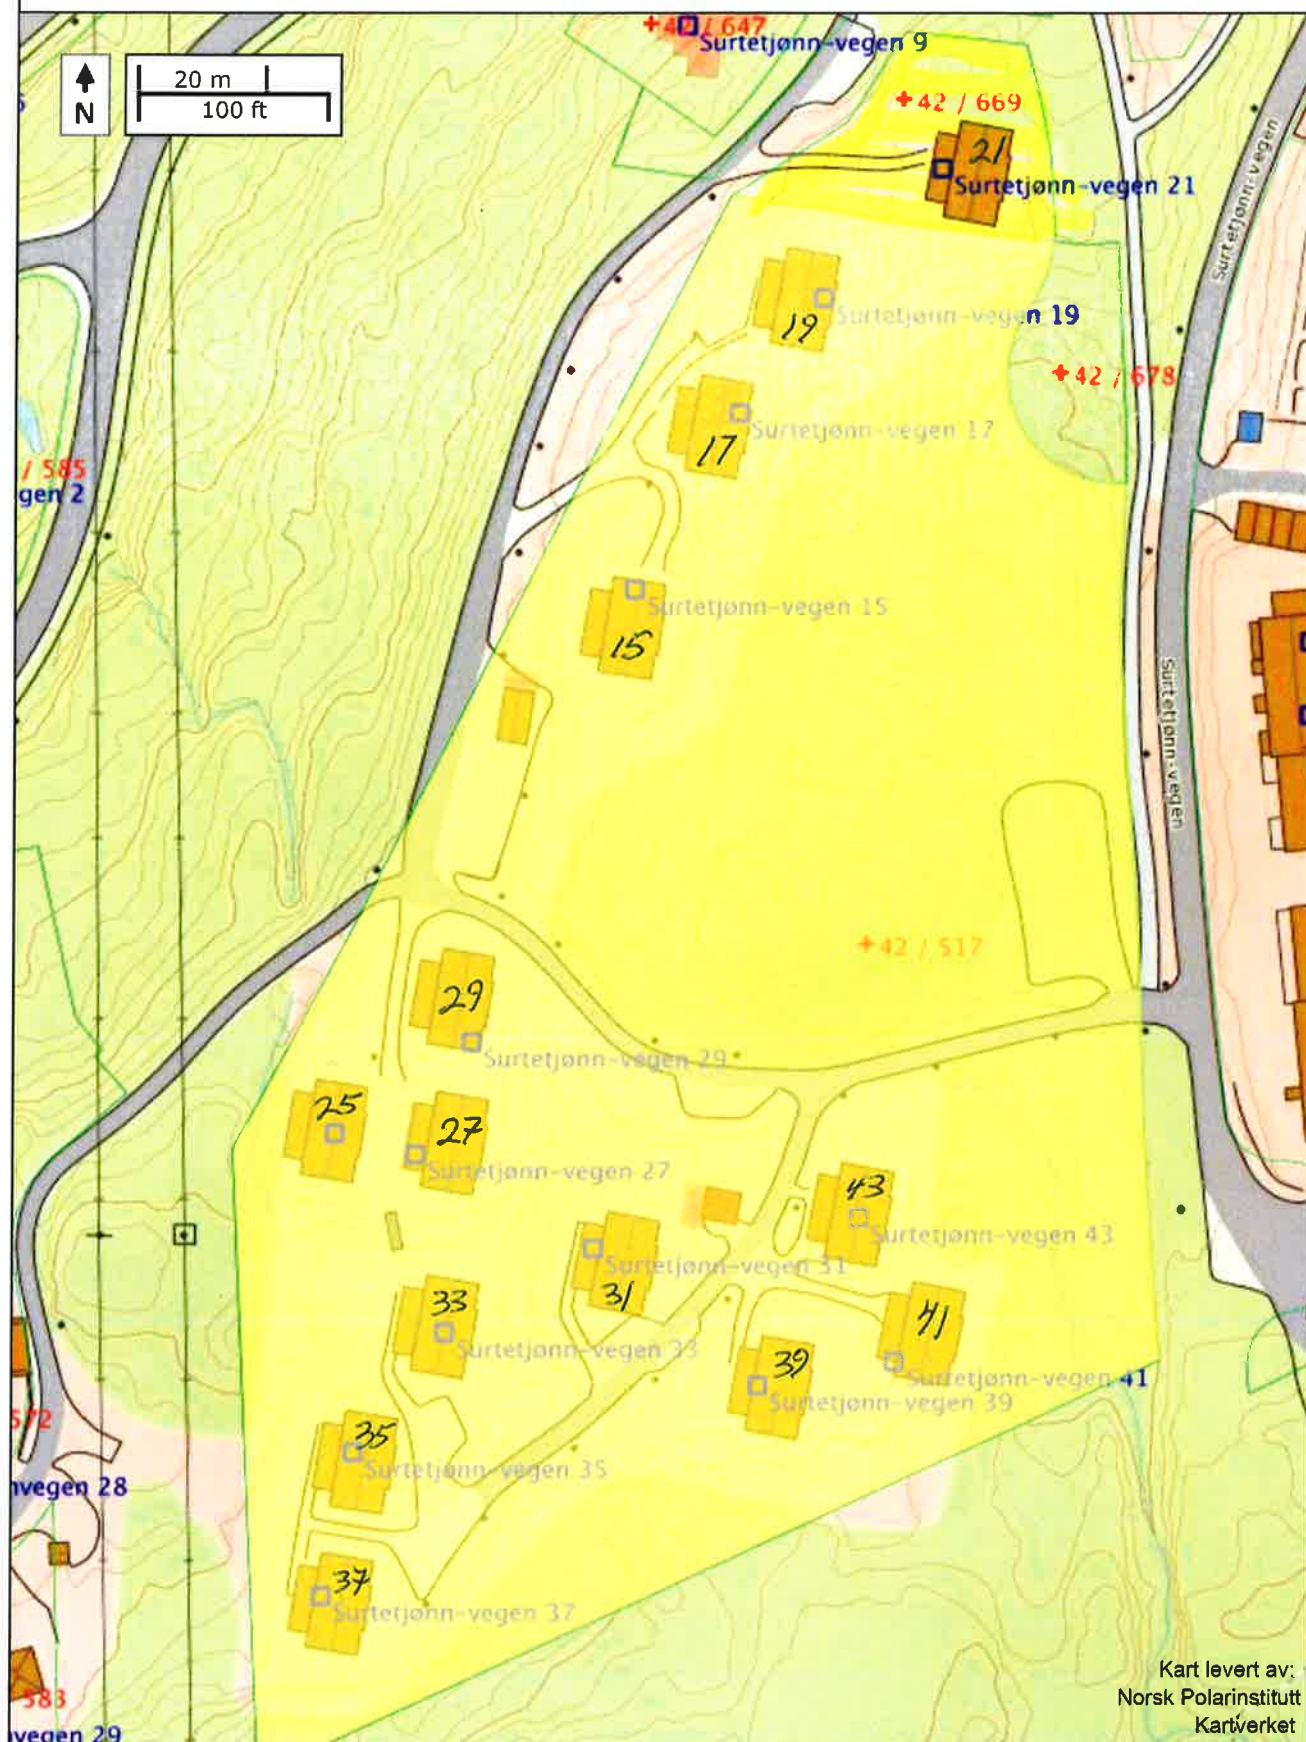 +42 / 647
Surtetjønn-vegen 9
20 m
100 ft
N
+42 / 669
21
Surtetjønn-vegen 21
Surtetjønn-vegen
19
Surtetjønn-vegen 19
+42 / 678
17
Surtetjønn-vegen 17
/ 585
gen 2
Surtetjønn-vegen 15
15
Surtetjønn-vegen
+42 / 517
29
Surtetjønn-vegen 29
25
27
Surtetjønn-vegen 27
43
Surtetjønn-vegen 43
Surtetjønn-vegen 31
31
33
Surtetjønn-vegen 33
41
39
Surtetjønn-vegen 41
Surtetjønn-vegen 39
572
35
Surtetjønn-vegen 35
nvegen 28
37
Surtetjønn-vegen 37
583
vegen 29
Kart levert av:
Norsk Polarinstitutt
Kartverket